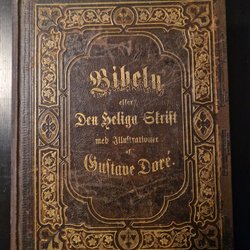 Bibeln
eller
Den Heliga Skrift
med Illustrationer
af
Gustave Doré.